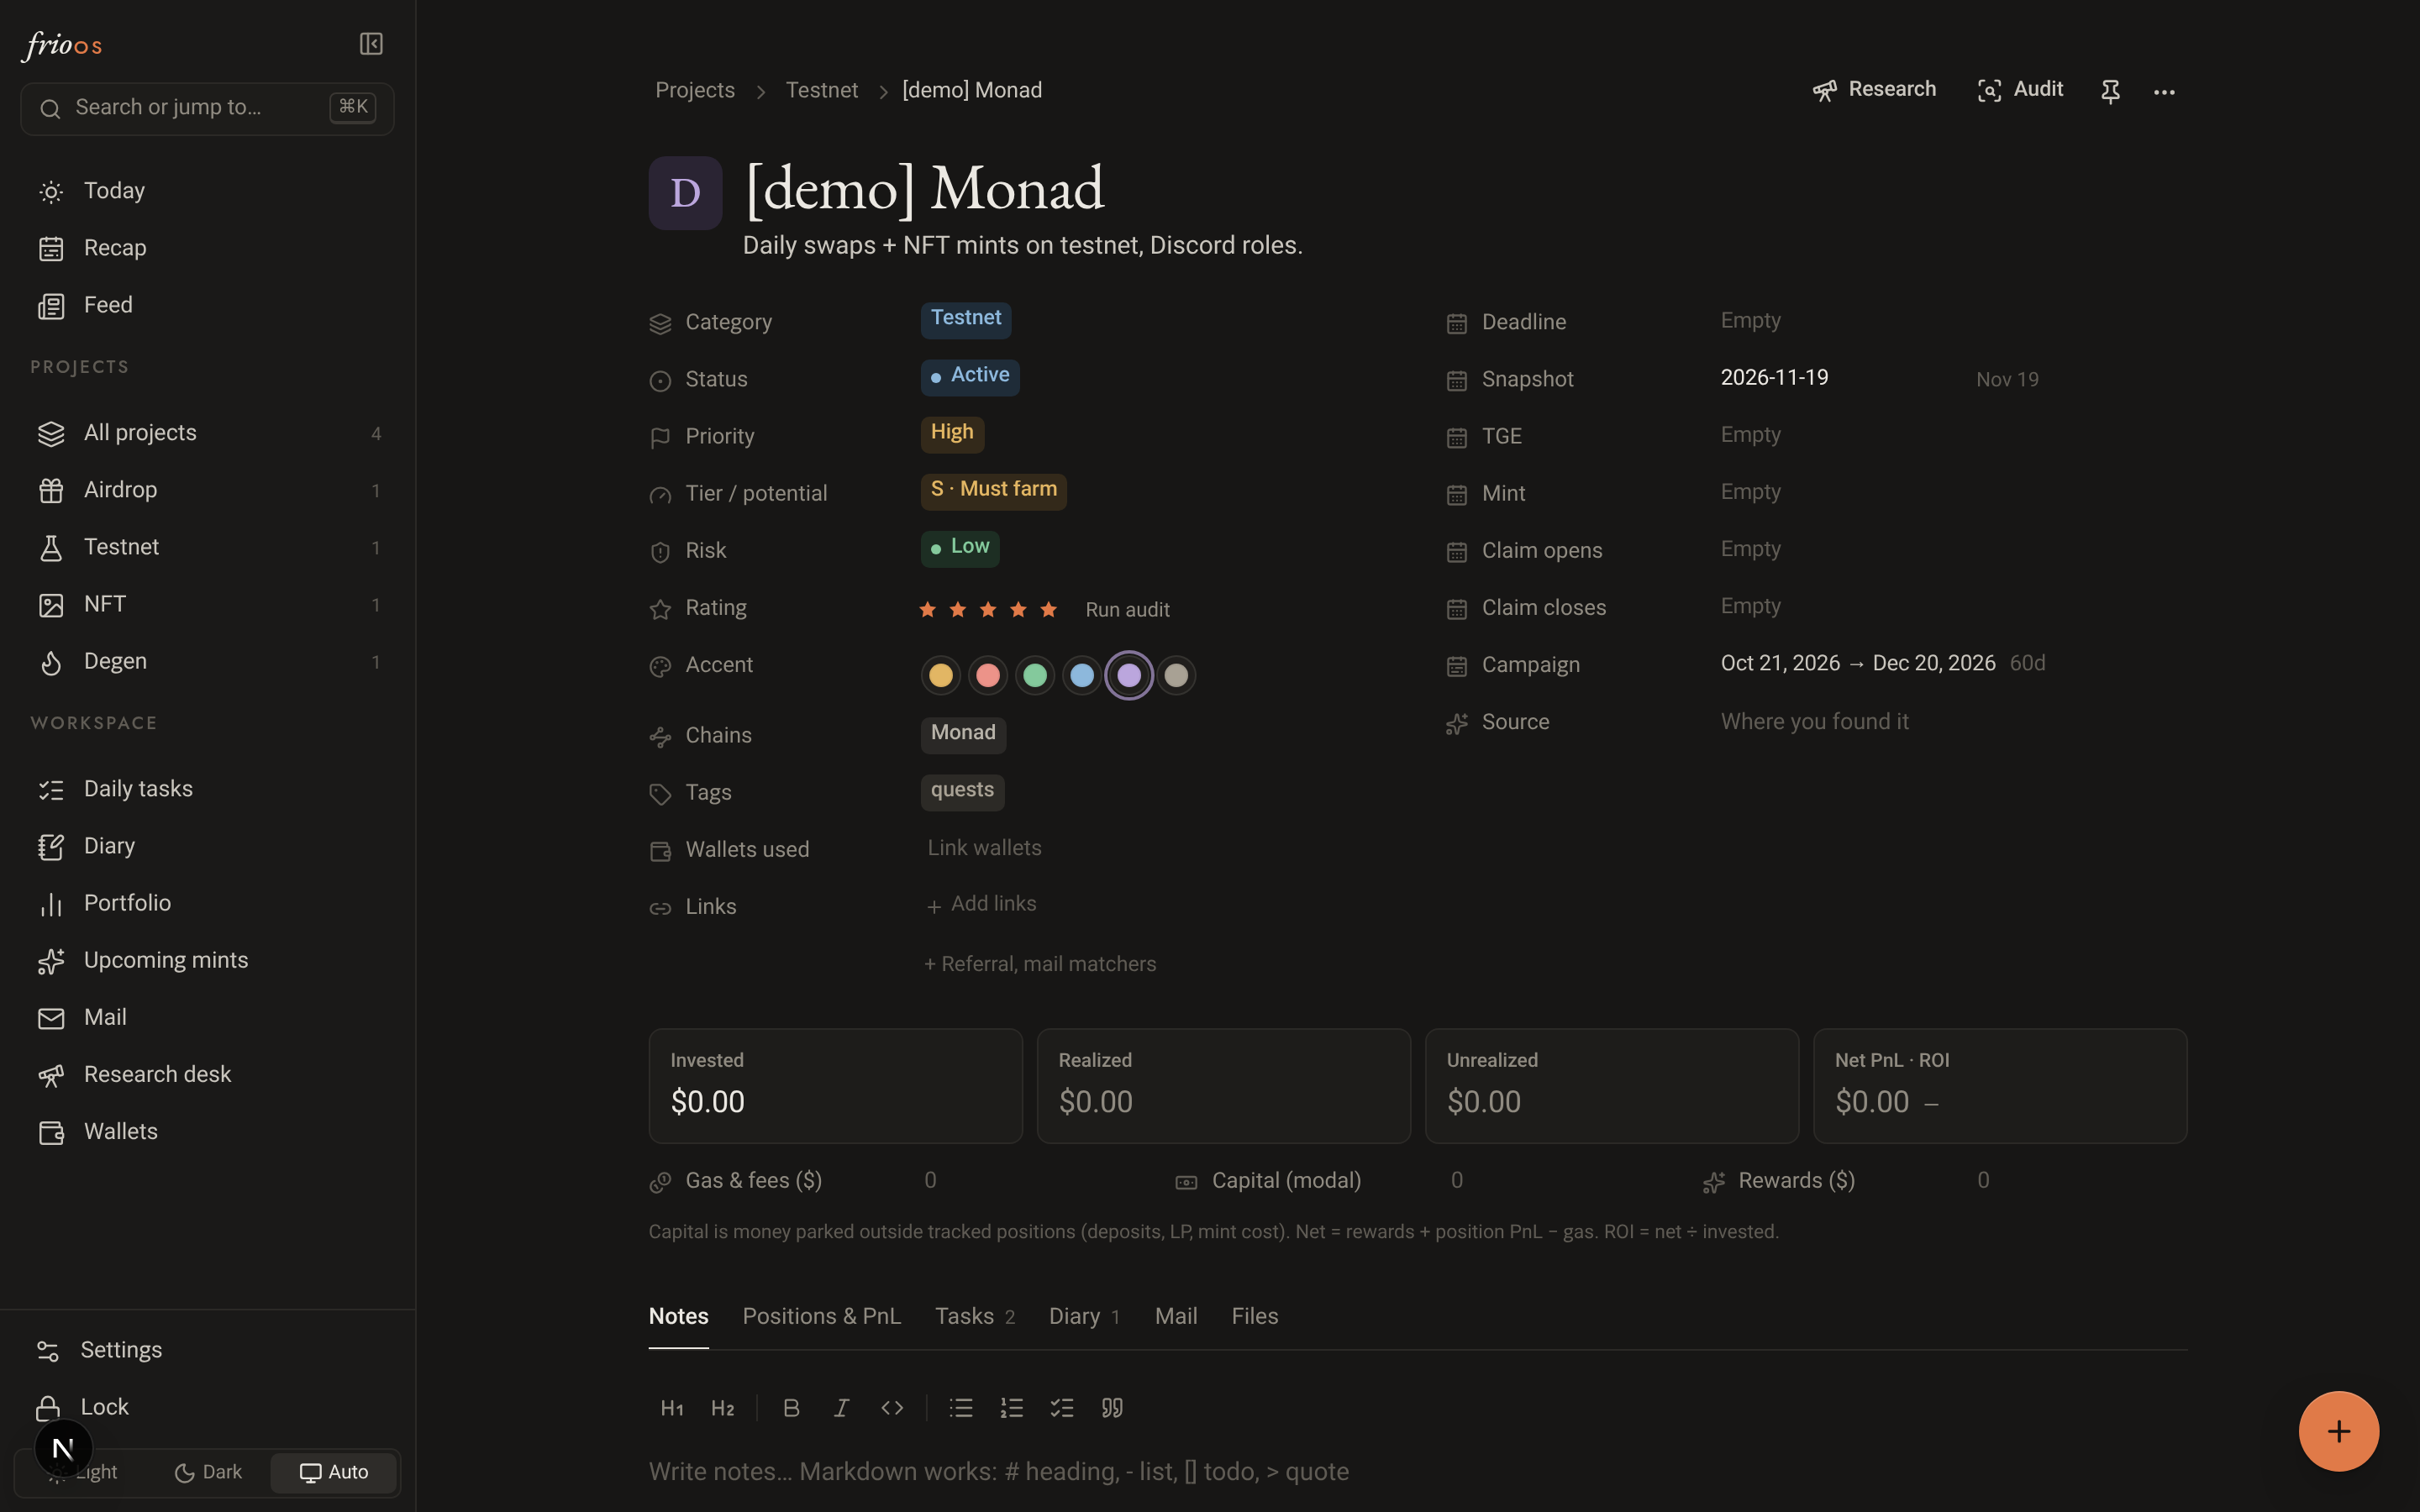 frioos
Search or jump to... ⌘K
Today
Recap
Feed
PROJECTS
All projects 4
Airdrop 1
Testnet 1
NFT 1
Degen 1
WORKSPACE
Daily tasks
Diary
Portfolio
Upcoming mints
Mail
Research desk
Wallets
Settings
Lock
N
Light Dark Auto
Projects > Testnet > [demo] Monad
Research Audit
D [demo] Monad
Daily swaps + NFT mints on testnet, Discord roles.
Category Testnet
Status Active
Priority High
Tier / potential S · Must farm
Risk Low
Rating ★ ★ ★ ★ ★ Run audit
Accent
Chains Monad
Tags quests
Wallets used Link wallets
Links + Add links
+ Referral, mail matchers
Deadline Empty
Snapshot 2026-11-19 Nov 19
TGE Empty
Mint Empty
Claim opens Empty
Claim closes Empty
Campaign Oct 21, 2026 → Dec 20, 2026 60d
Source Where you found it
Invested
$0.00
Realized
$0.00
Unrealized
$0.00
Net PnL · ROI
$0.00 –
Gas & fees ($) 0 Capital (modal) 0 Rewards ($) 0
Capital is money parked outside tracked positions (deposits, LP, mint cost). Net = rewards + position PnL − gas. ROI = net ÷ invested.
Notes Positions & PnL Tasks 2 Diary 1 Mail Files
H1 H2 B I <>
Write notes... Markdown works: # heading, - list, [] todo, > quote